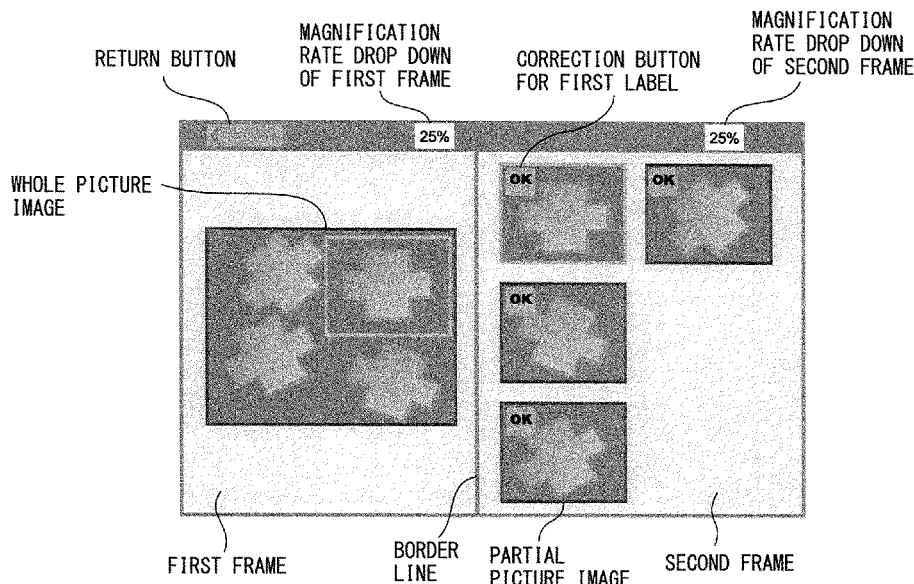 RETURN BUTTON
MAGNIFICATION
RATE DROP DOWN
OF FIRST FRAME
CORRECTION BUTTON
FOR FIRST LABEL
MAGNIFICATION
RATE DROP DOWN
OF SECOND FRAME
25%
25%
WHOLE PICTURE
IMAGE
OK
OK
OK
OK
FIRST FRAME
BORDER
LINE
PARTIAL
PICTURE IMAGE
SECOND FRAME